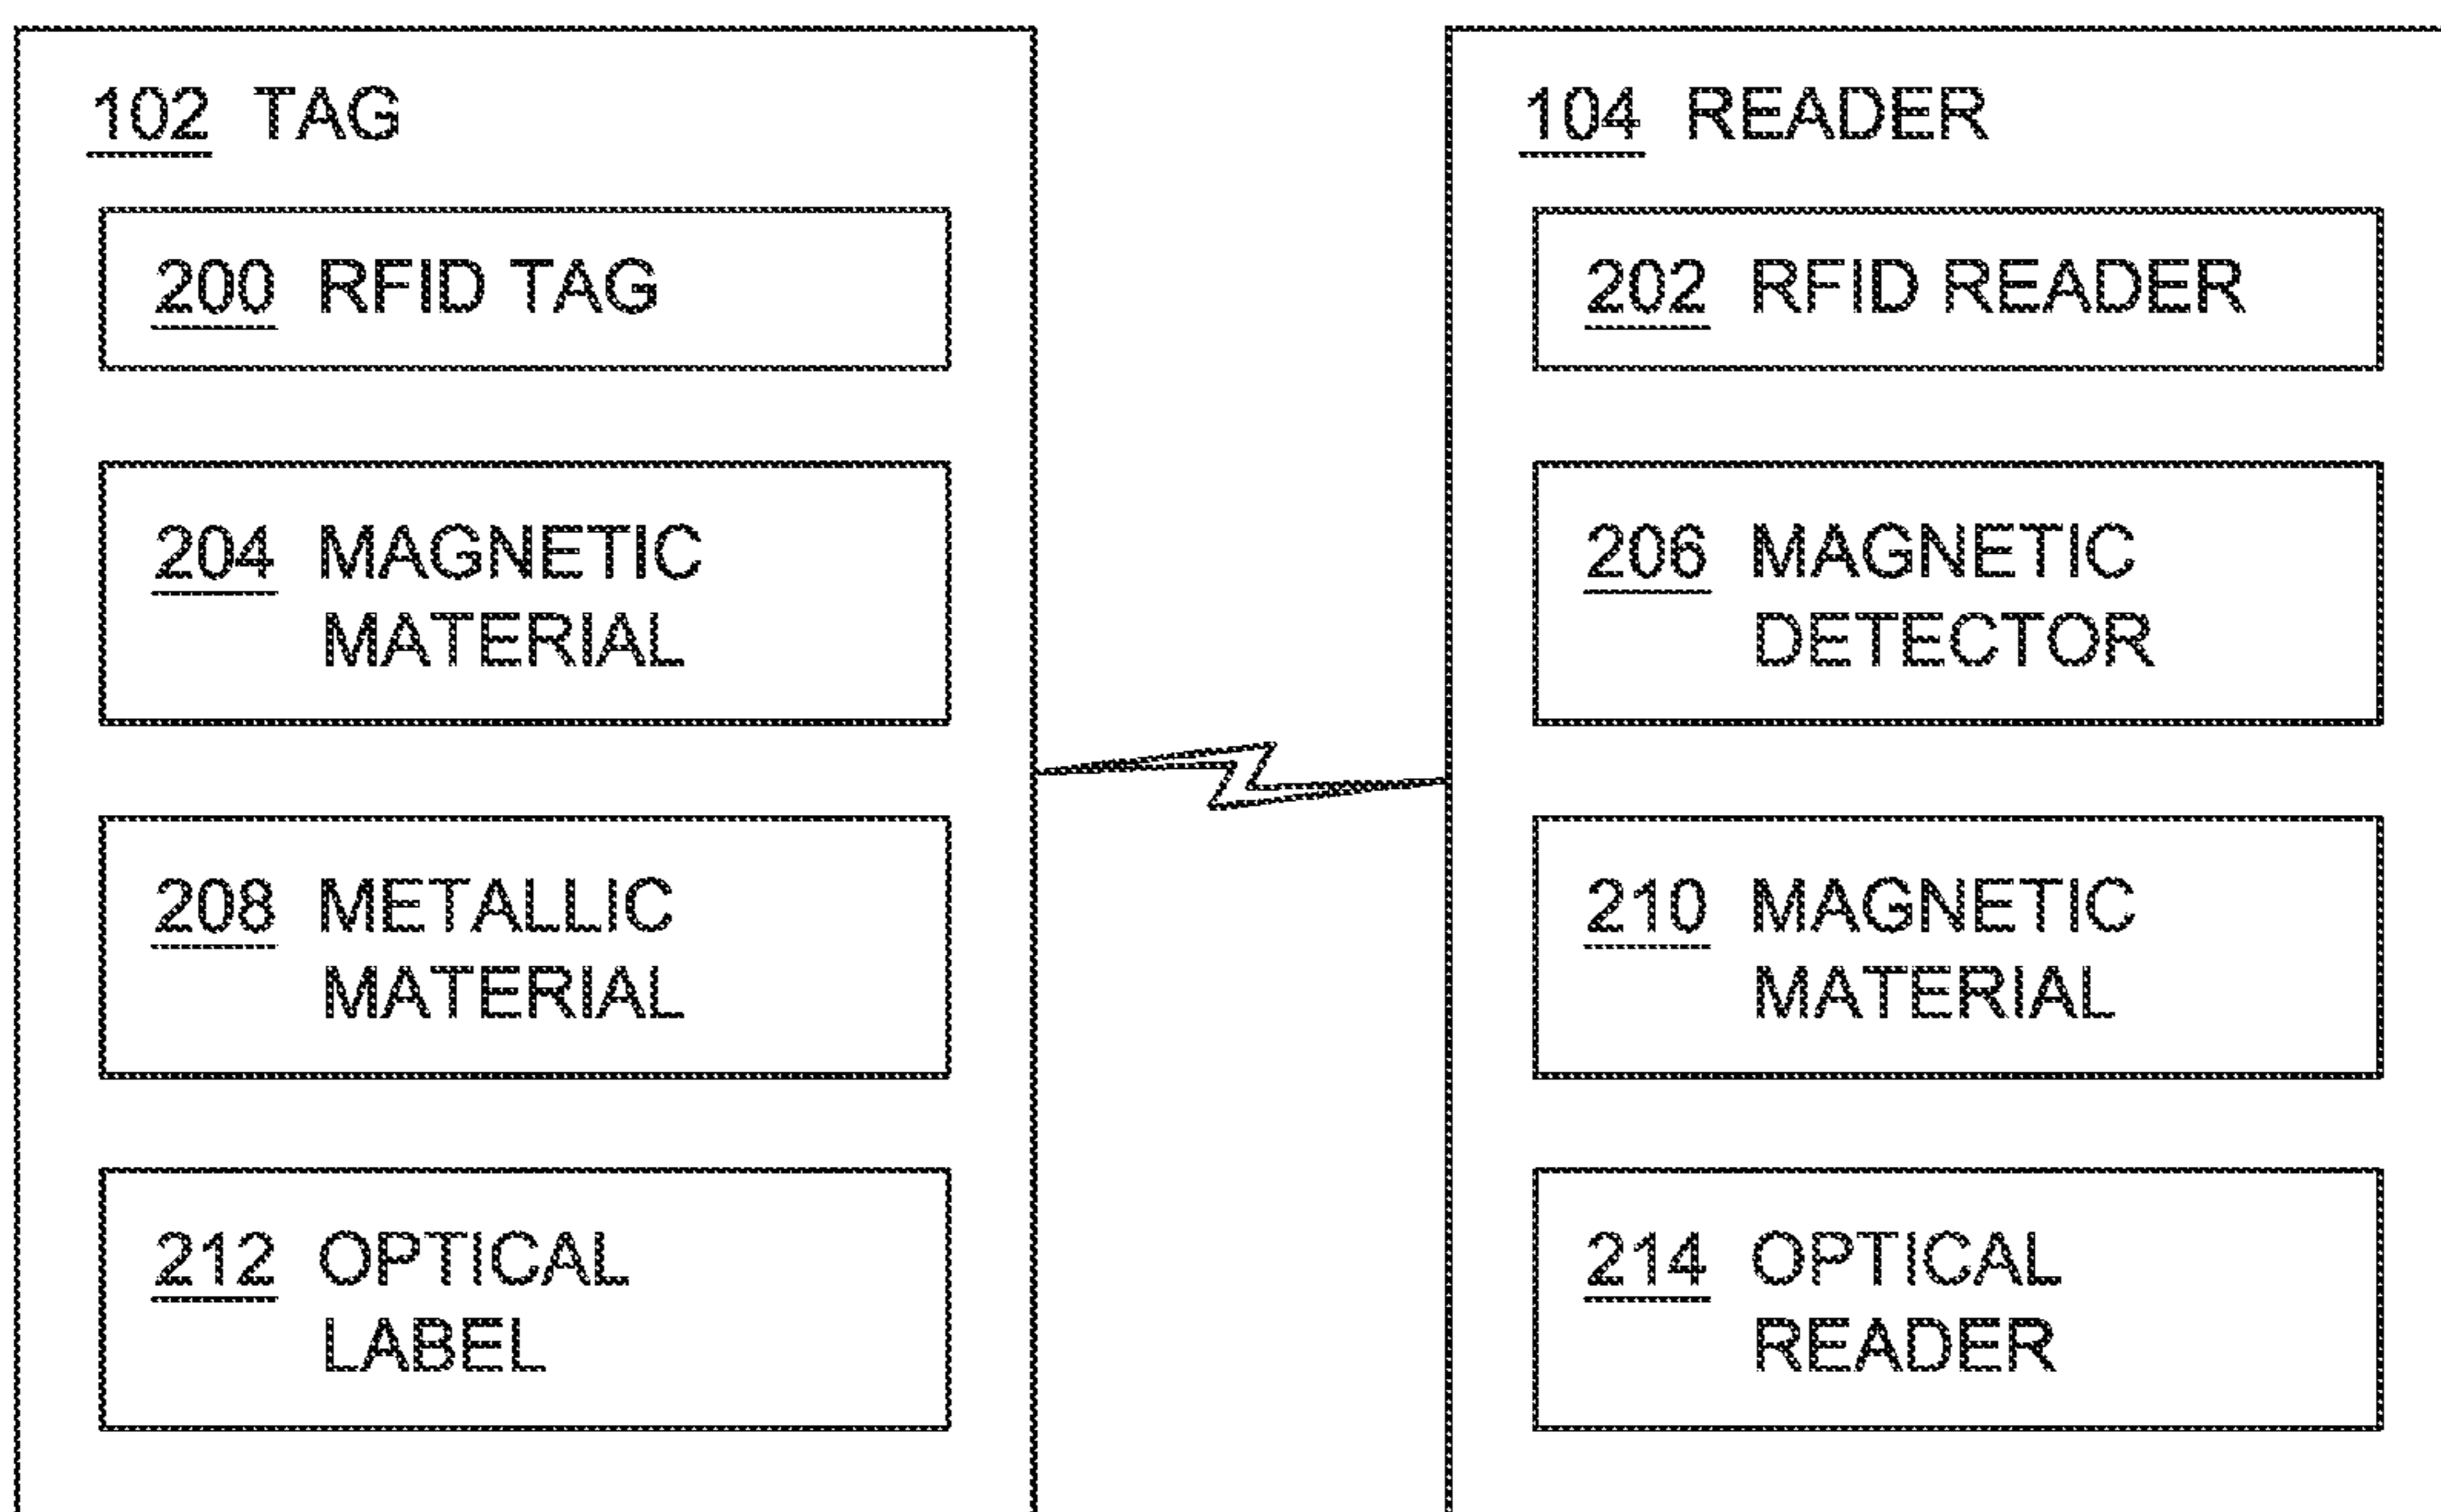 102 TAG
200 RFID TAG
204 MAGNETIC
MATERIAL
208 METALLIC
MATERIAL
212 OPTICAL
LABEL
104 READER
202 RFID READER
206 MAGNETIC
DETECTOR
210 MAGNETIC
MATERIAL
214 OPTICAL
READER